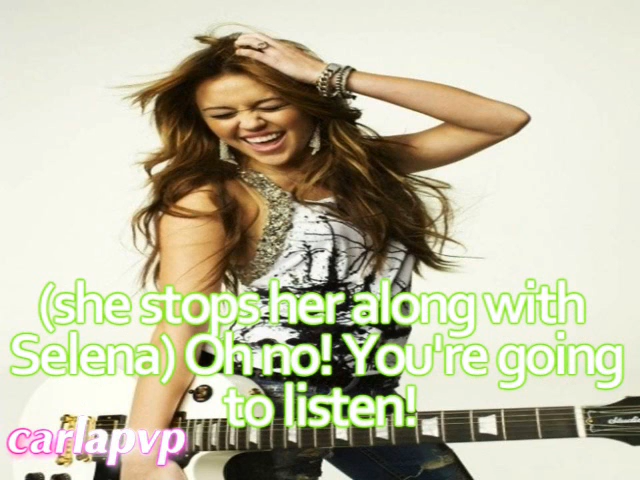 (she stops her along with
Selena) Oh no! You're going
to listen!
carlapvp